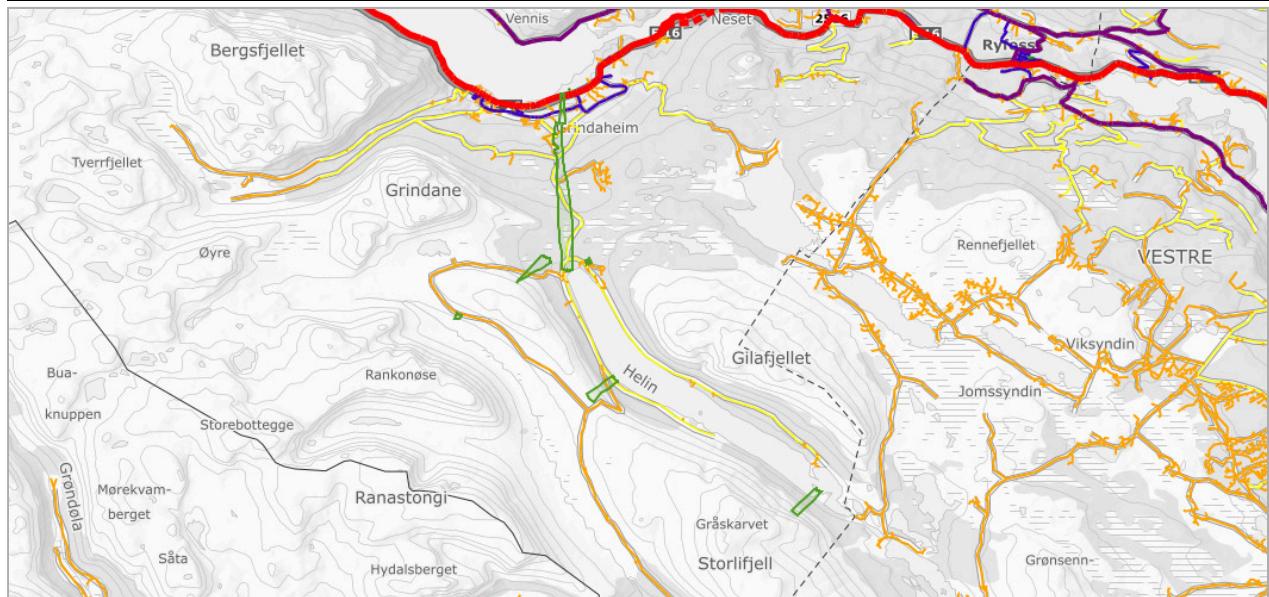 Vennis
Neset
Bergsfjellet
Ryfoss
Grindaheim
Tverrfjellet
Grindane
Øyre
Rennefjellet
VESTRE
Gilafjellet
Viksyndin
Bua-
knuppen
Rankonøse
Helin
Jomssyndin
Storebottegge
Grøndøla
Mørekvam-
berget
Ranastongi
Gråskarvet
Såta
Hydalsberget
Storlifjell
Grønsenn-